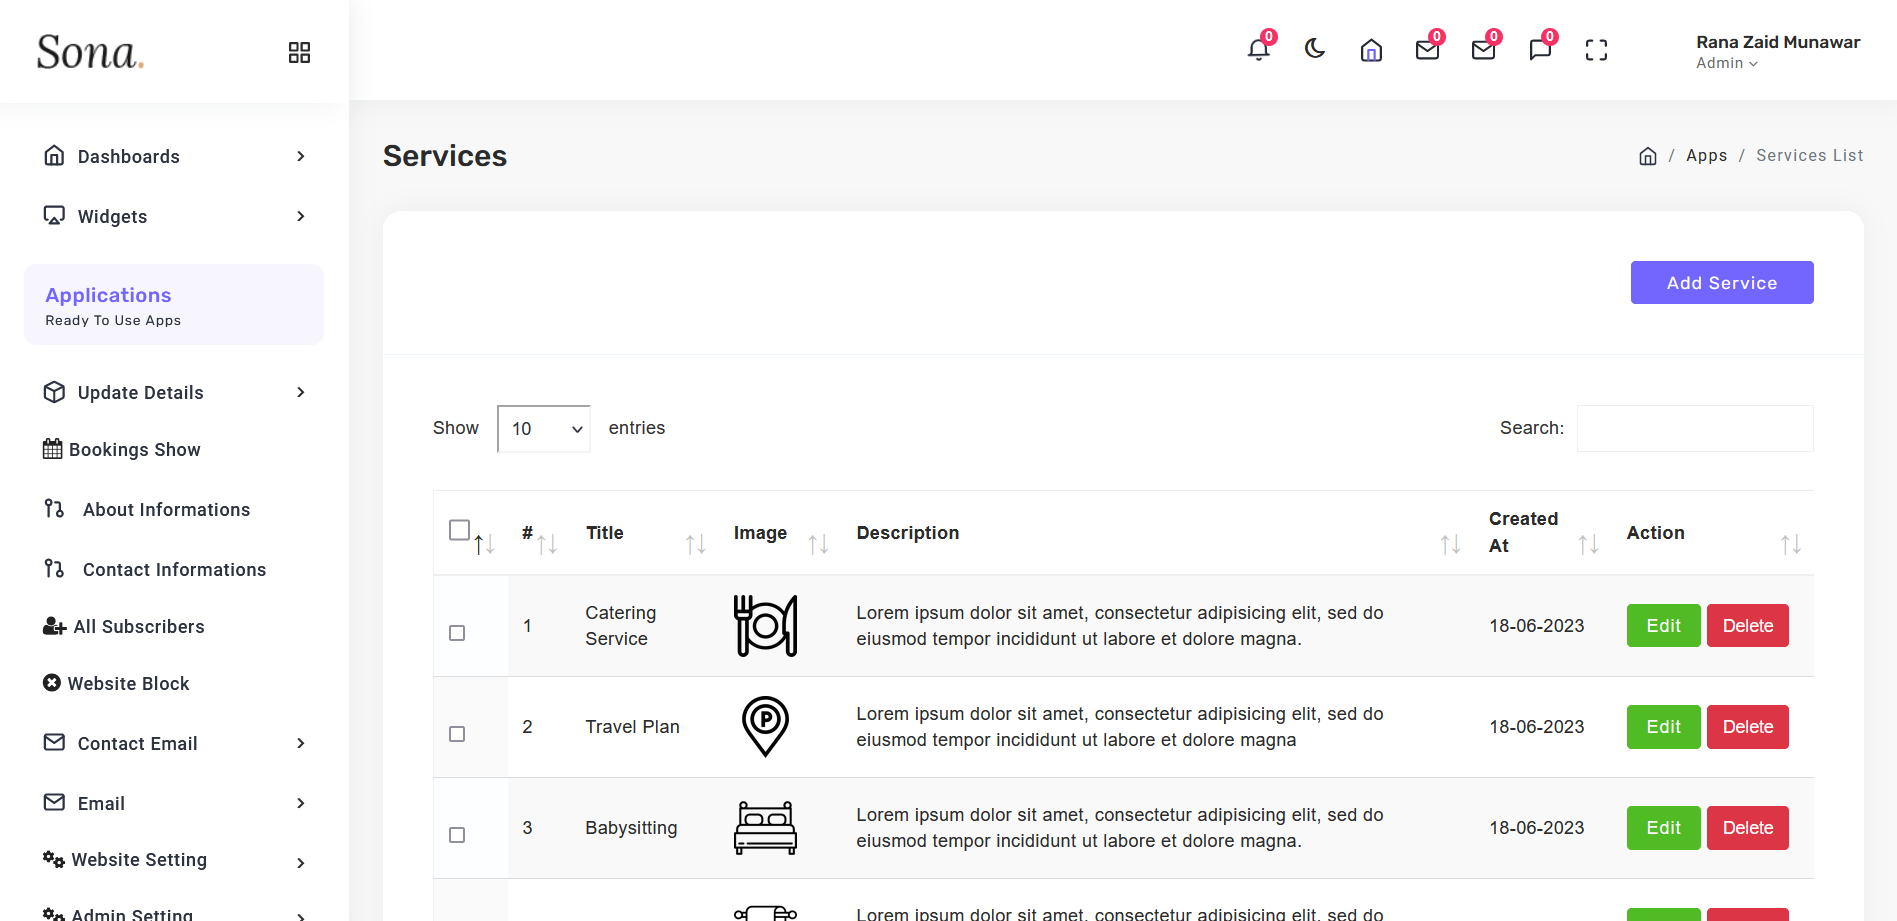 Sona.
0
0
0
0
Rana Zaid Munawar
Admin
Dashboards
Widgets
Applications
Ready To Use Apps
Update Details
Bookings Show
About Informations
Contact Informations
All Subscribers
Website Block
Contact Email
Email
Website Setting
Admin Setting
Services
/ Apps / Services List
Add Service
Show 10 entries
Search:
# Title Image Description Created At Action
1 Catering Service Lorem ipsum dolor sit amet, consectetur adipisicing elit, sed do
eiusmod tempor incididunt ut labore et dolore magna. 18-06-2023 Edit Delete
2 Travel Plan P Lorem ipsum dolor sit amet, consectetur adipisicing elit, sed do
eiusmod tempor incididunt ut labore et dolore magna 18-06-2023 Edit Delete
3 Babysitting Lorem ipsum dolor sit amet, consectetur adipisicing elit, sed do
eiusmod tempor incididunt ut labore et dolore magna. 18-06-2023 Edit Delete
Lorem ipsum dolor sit amet, consectetur adipisicing elit, sed do